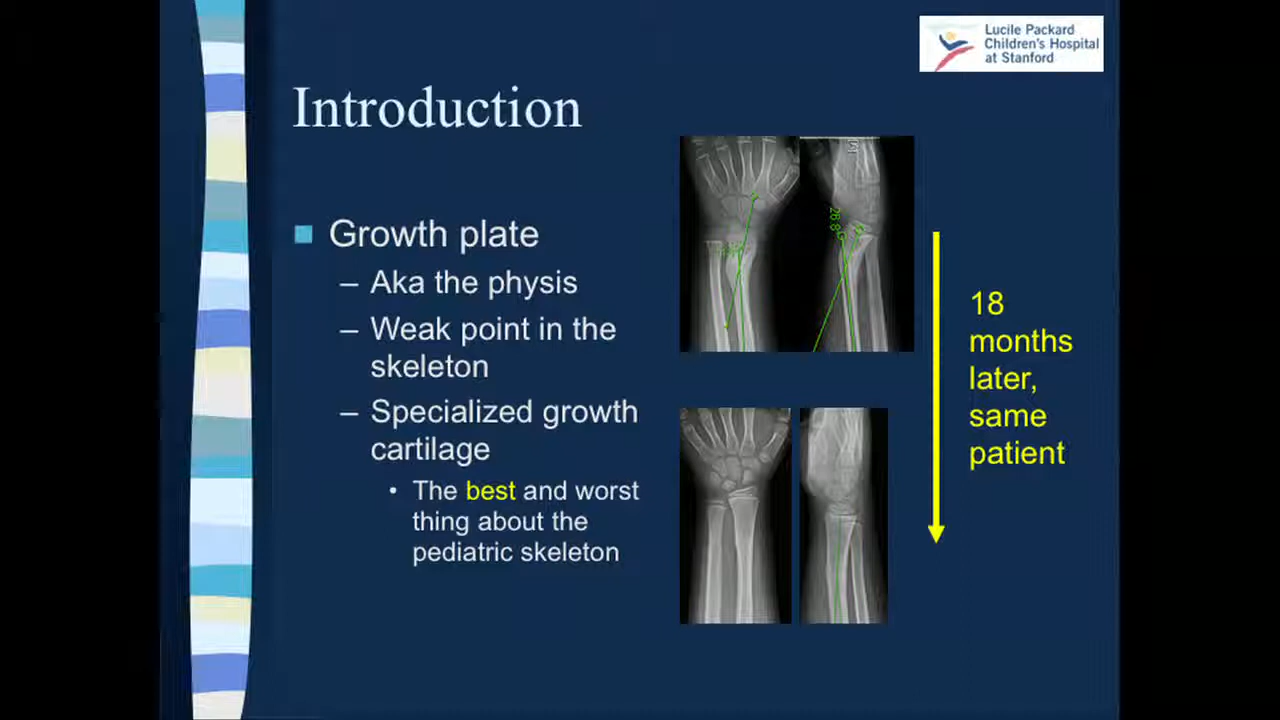 Lucile Packard
Children's Hospital
at Stanford
Introduction
Growth plate
– Aka the physis
– Weak point in the
skeleton
– Specialized growth
cartilage
• The best and worst
thing about the
pediatric skeleton
18
months
later,
same
patient